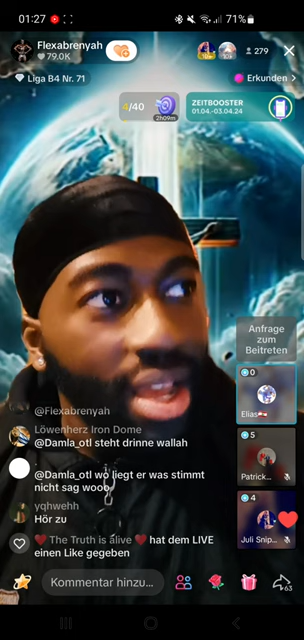 01:27
71%
Flexabrenyah
79.0K
279
Liga B4 Nr. 71
Erkunden >
4/40
2h09m
ZEITBOOSTER
01.04.-03.04.24
Anfrage
zum
Beitreten
0
Elias
5
Patrick...
4
Juli Snip...
@Flexabrenyah
Löwenherz Iron Dome
@Damla_otl steht drinne wallah
.
@Damla_otl wo liegt er was stimmt
nicht sag wooo
yqhwehh
Hör zu
The Truth is alive hat dem LIVE
einen Like gegeben
Kommentar hinzu...
63